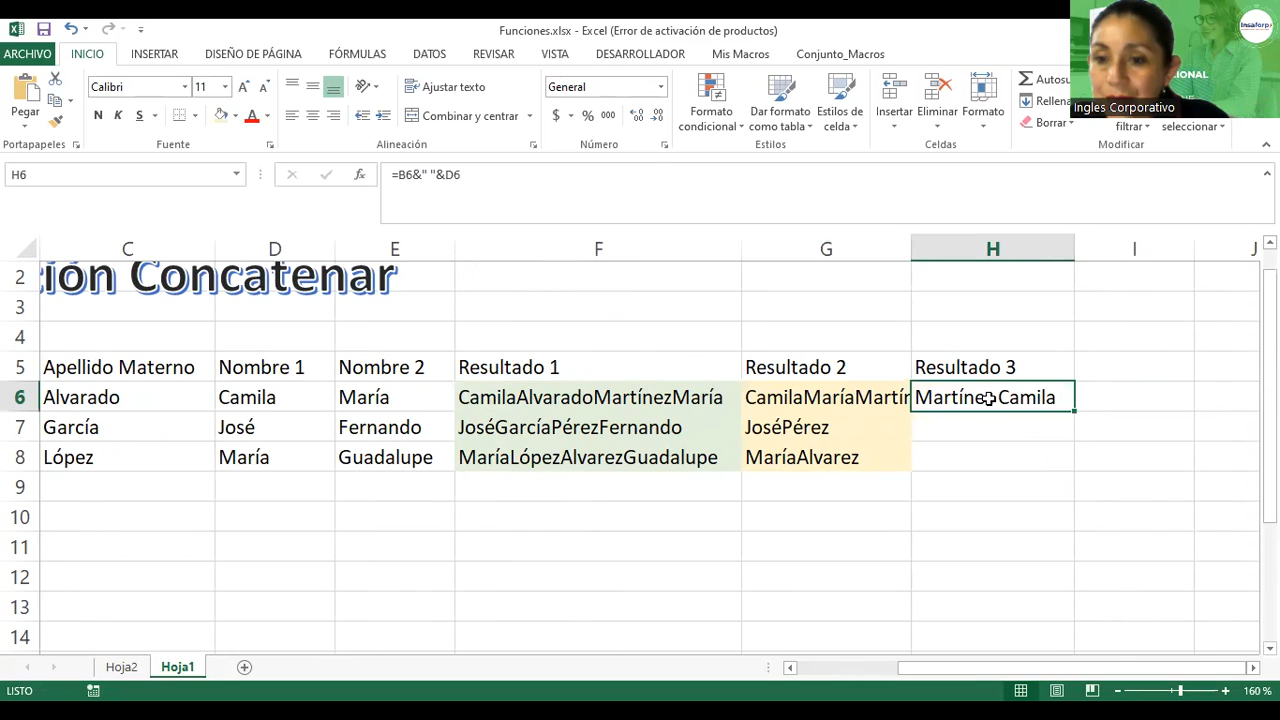 Funciones.xlsx - Excel (Error de activación de productos)
ARCHIVO INICIO INSERTAR DISEÑO DE PÁGINA FÓRMULAS DATOS REVISAR VISTA DESARROLLADOR Mis Macros Conjunto_Macros
Insaforp
Pegar
Calibri 11
N K S
Ajustar texto
Combinar y centrar
General
$ % 000
Formato condicional
Dar formato como tabla
Estilos de celda
Insertar
Eliminar
Formato
Borrar
filtrar
seleccionar
Ingles Corporativo
Portapapeles Fuente Alineación Número Estilos Celdas Modificar
H6 fx =B6&" "&D6
C D E F G H I J
2 ión Concatenar
3
4
5 Apellido Materno Nombre 1 Nombre 2 Resultado 1 Resultado 2 Resultado 3
6 Alvarado Camila María CamilaAlvaradoMartínezMaría CamilaMaríaMartír Martínez Camila
7 García José Fernando JoséGarcíaPérezFernando JoséPérez
8 López María Guadalupe MaríaLópezAlvarezGuadalupe MaríaAlvarez
9
10
11
12
13
14
Hoja2 Hoja1
LISTO 160 %